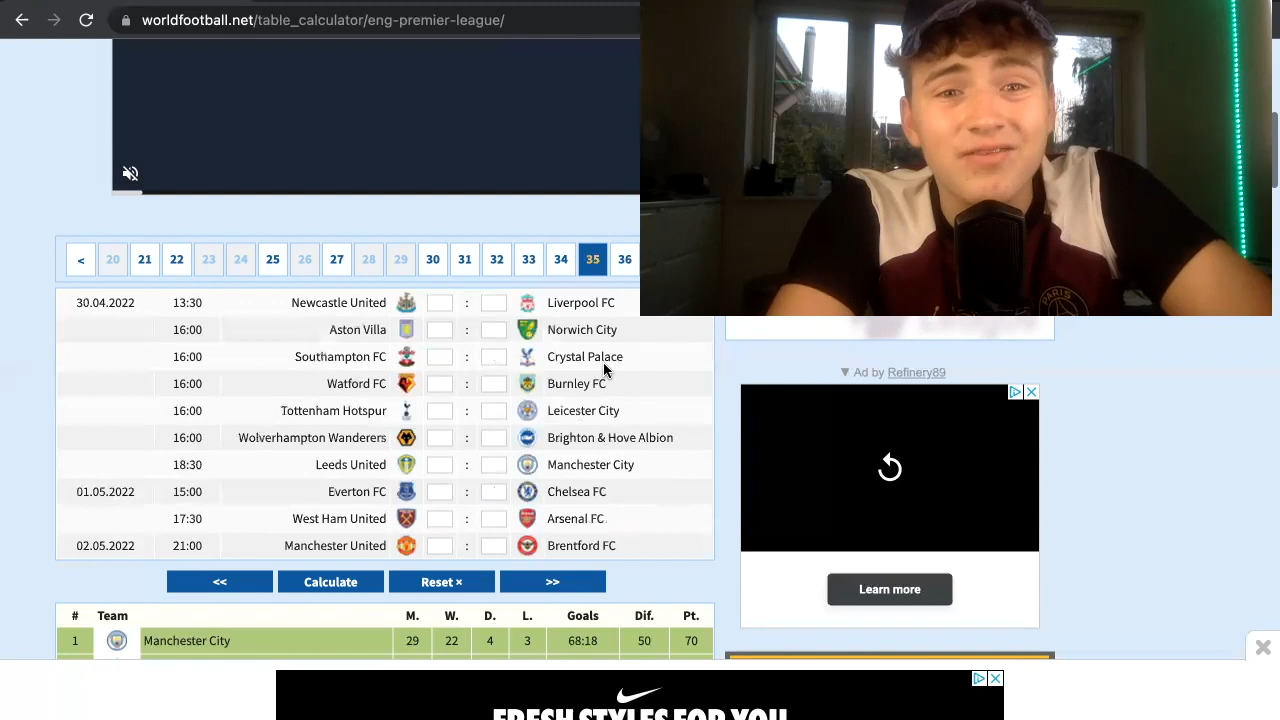 worldfootball.net/table_calculator/eng-premier-league/
< 20 21 22 23 24 25 26 27 28 29 30 31 32 33 34 35 36
30.04.2022 13:30 Newcastle United : Liverpool FC
16:00 Aston Villa : Norwich City
16:00 Southampton FC : Crystal Palace
16:00 Watford FC : Burnley FC
16:00 Tottenham Hotspur : Leicester City
16:00 Wolverhampton Wanderers : Brighton & Hove Albion
18:30 Leeds United : Manchester City
01.05.2022 15:00 Everton FC : Chelsea FC
17:30 West Ham United : Arsenal FC
02.05.2022 21:00 Manchester United : Brentford FC
<< Calculate Reset × >>
# Team M. W. D. L. Goals Dif. Pt.
1 Manchester City 29 22 4 3 68:18 50 70
▼ Ad by Refinery89
Learn more
PARIS
FRESH STYLES FOR YOU